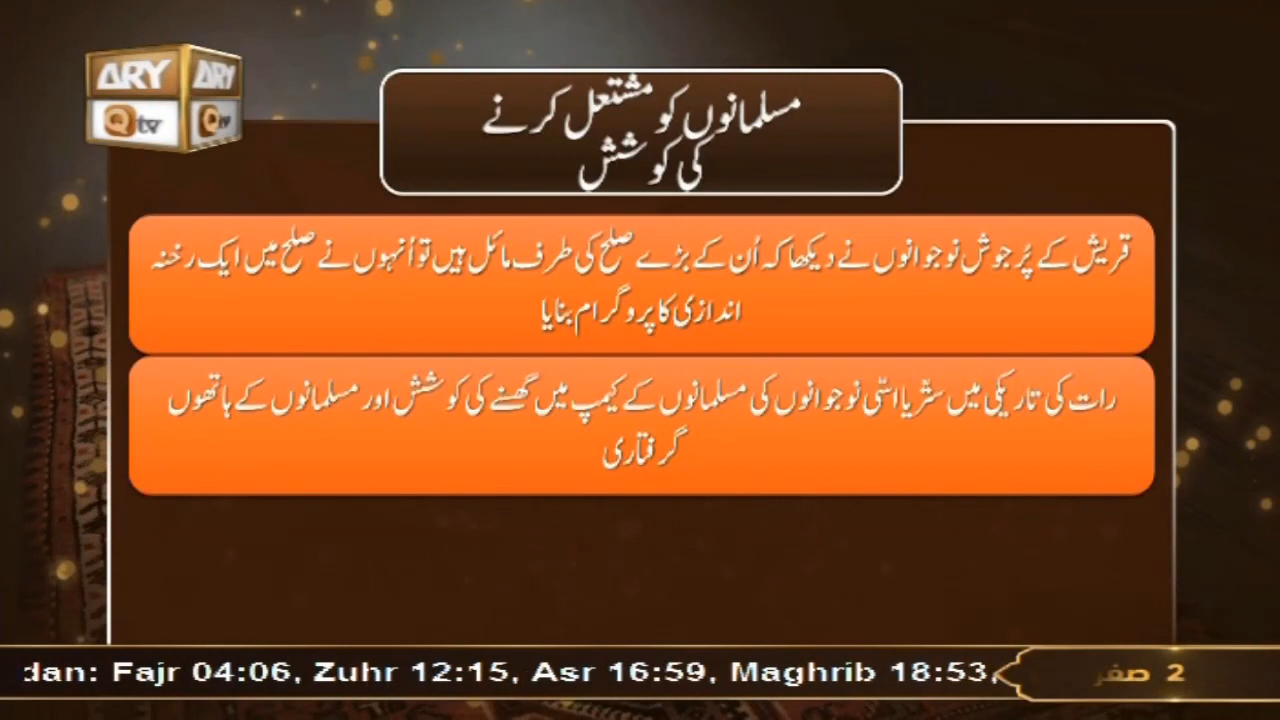 ARY ARY
Qtv Qtv
مسلمانوں کو مشتعل کرنے
کی کوشش
قریش کے پُر جوش نوجوانوں نے دیکھا کہ اُن کے بڑے صلح کی طرف مائل ہیں تو اُنہوں نے صلح میں ایک رخنہ
اندازی کا پروگرام بنایا
رات کی تاریکی میں ستّر یا اسّی نوجوانوں کی مسلمانوں کے کیمپ میں گھسنے کی کوشش اور مسلمانوں کے ہاتھوں
گرفتاری
dan: Fajr 04:06, Zuhr 12:15, Asr 16:59, Maghrib 18:53,
2 صفر